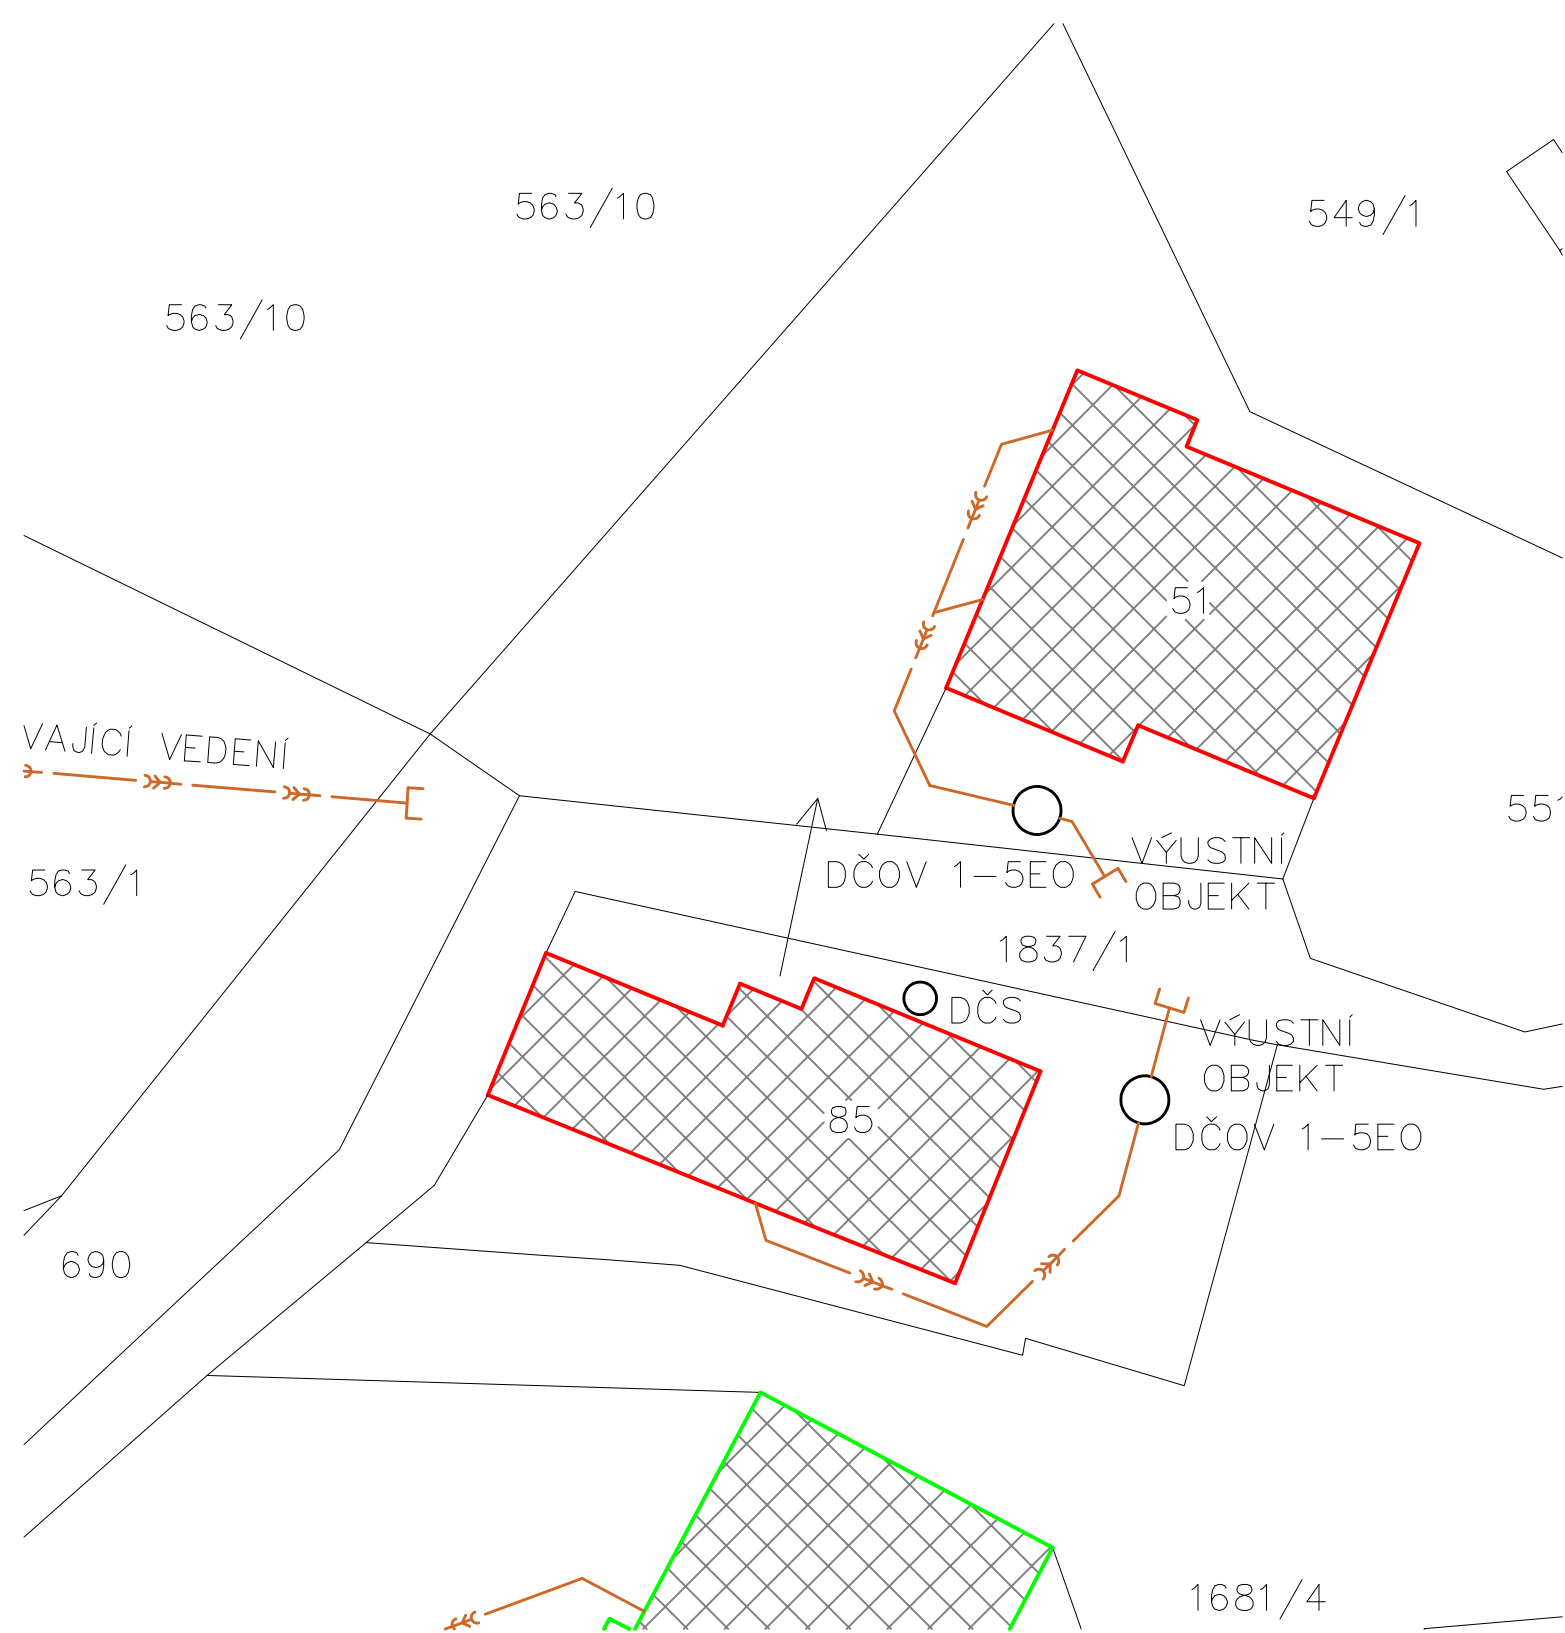 563/10
549/1
563/10
51
VAJÍCÍ VEDENÍ
551
563/1
DČOV 1-5EO
VÝUSTNÍ
OBJEKT
1837/1
DČS
VÝUSTNÍ
OBJEKT
85
DČOV 1-5EO
690
1681/4